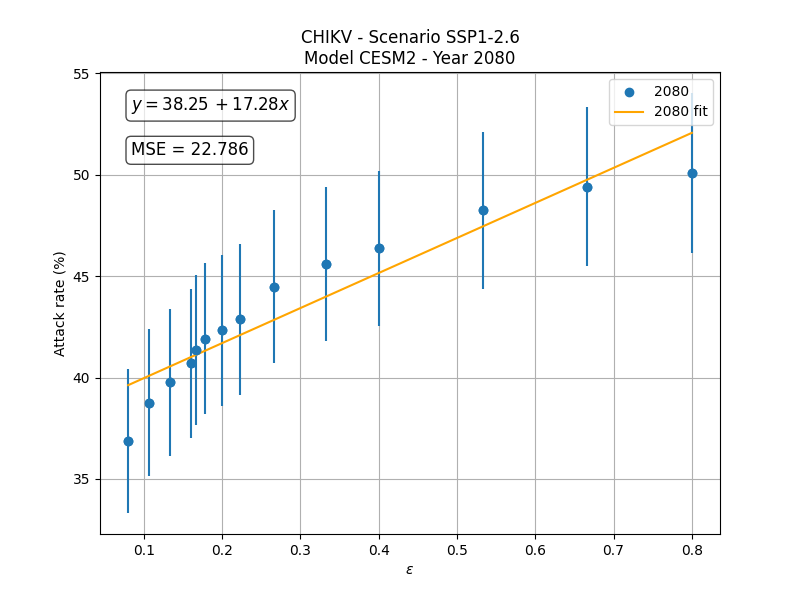 CHIKV - Scenario SSP1-2.6
Model CESM2 - Year 2080
y = 38.25 + 17.28x
MSE = 22.786
2080
2080 fit
Attack rate (%)
55
50
45
40
35
0.1 0.2 0.3 0.4 0.5 0.6 0.7 0.8
ε